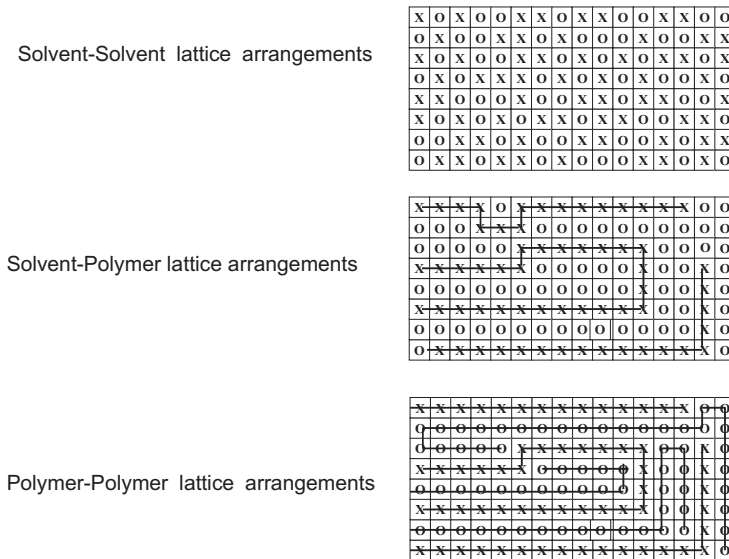 Solvent-Solvent lattice arrangements
X O X O O X X O X X O O X X O O
O X O O X X O O O X X O O O X X
X O X O O X X O X O X O X X O X
O X O X X X O X O X O X O X O O
X X O O O X O O X X O X X O O X
X O X O X O X X O X O X O X X O
O O X X O X O O X X O O X O X O
O X X O X O X O X O X X O X X O
Solvent-Polymer lattice arrangements
X X X X O X X X X X X X X X O O
O O O X X X O O O O O O O O O O
O O O O O X X X X X X X O O O O
X X X X X X O O O O O X O O X O
O O O O O O O O O O O X O O X O
X X X X X X X X X X X X O O X O
O O O O O O O O O O O O O O X O
O X X X X X X X X X X X X X X O
Polymer-Polymer lattice arrangements
X X X X X X X X X X X X X X O O
O O O O O O O O O O O O O O O O
O O O O O X X X X X X X O O X O
X X X X X X O O O O O X O O X O
O O O O O O O O O O O X O O X O
X X X X X X X X X X X X O O X O
O O O O O O O O O O O O O O X O
X X X X X X X X X X X X X X X O